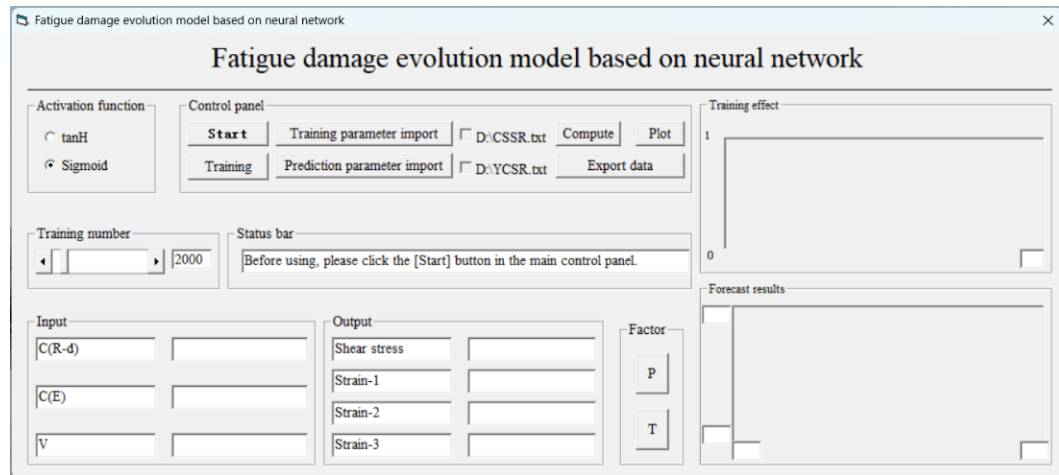 Fatigue damage evolution model based on neural network
Fatigue damage evolution model based on neural network
Activation function
tanH
Sigmoid
Control panel
Start
Training parameter import
D:\CSSR.txt
Compute
Plot
Training
Prediction parameter import
D:\YCSR.txt
Export data
Training effect
1
0
Training number
2000
Status bar
Before using, please click the [Start] button in the main control panel.
Forecast results
Input
C(R-d)
C(E)
V
Output
Shear stress
Strain-1
Strain-2
Strain-3
Factor
P
T